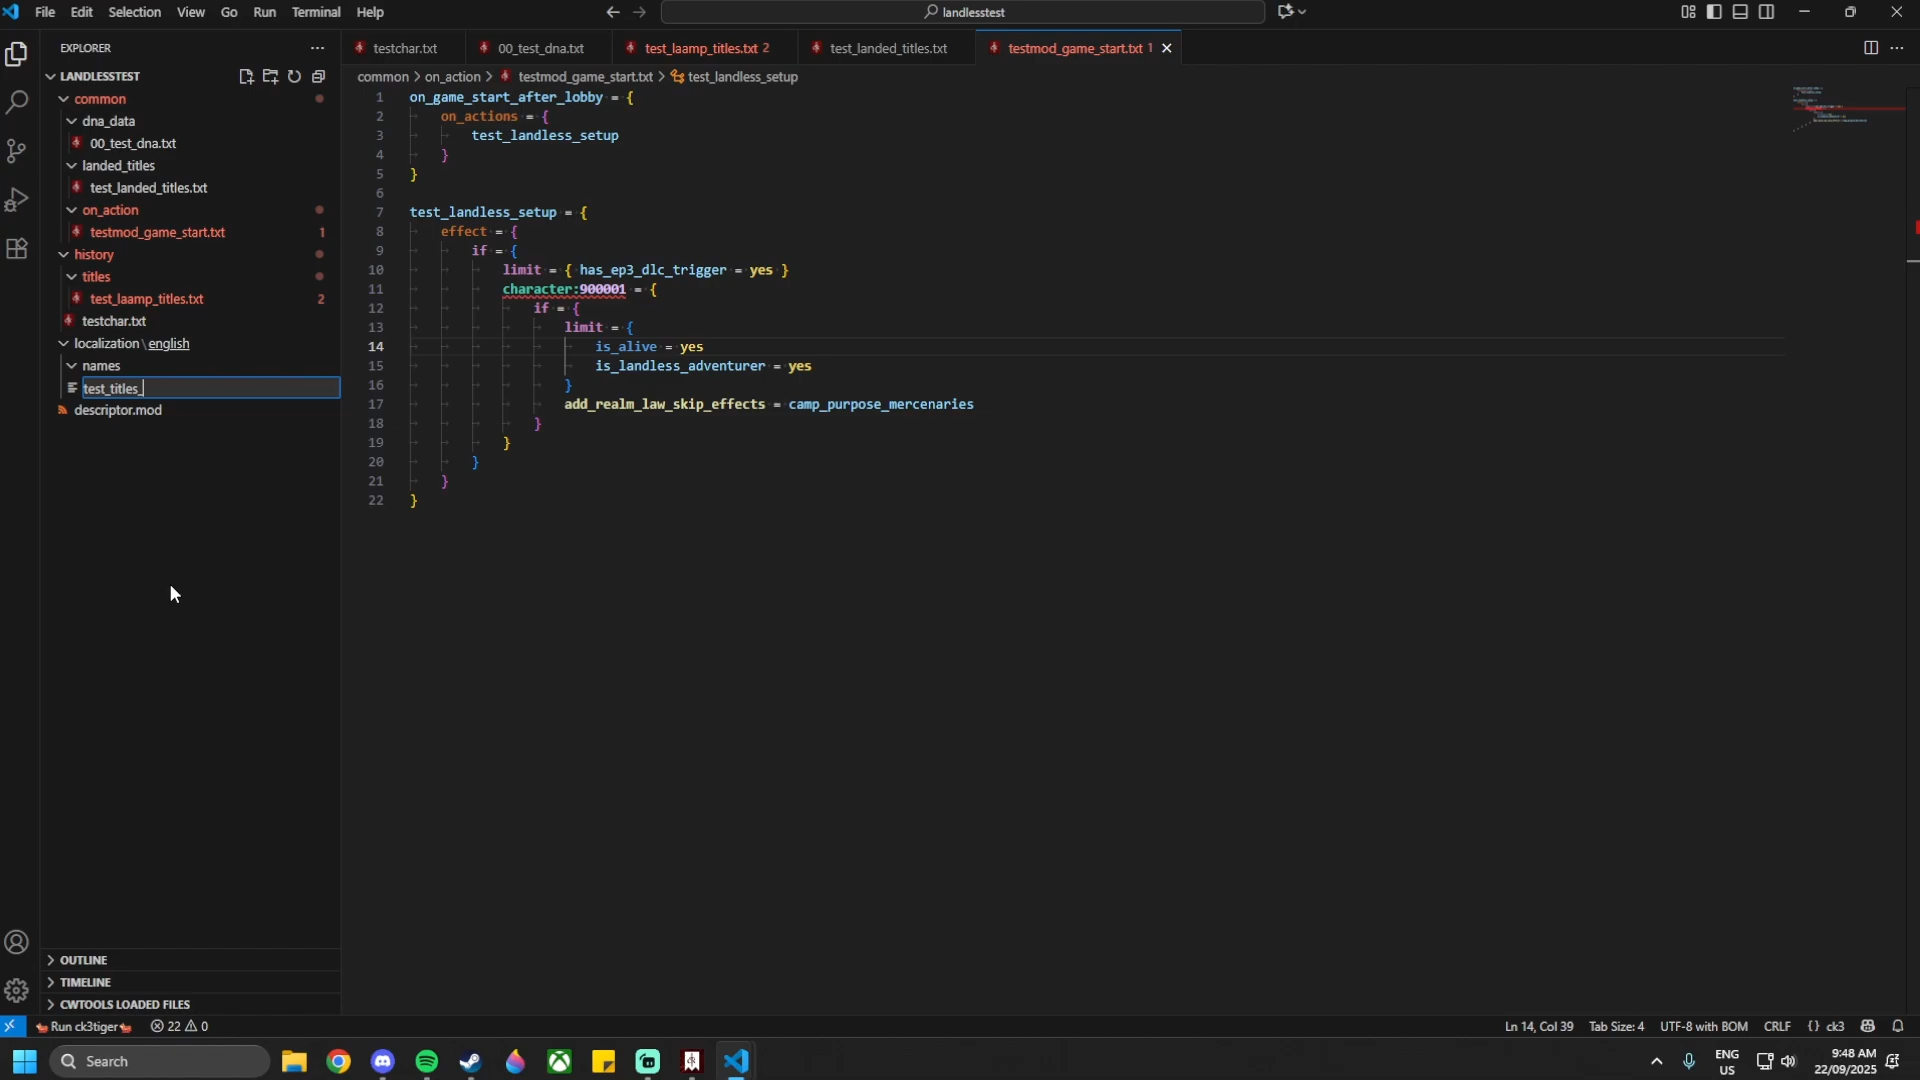 File Edit Selection View Go Run Terminal Help
landlesstest
EXPLORER
LANDLESSTEST
common
dna_data
00_test_dna.txt
landed_titles
test_landed_titles.txt
on_action
testmod_game_start.txt 1
history
titles
test_laamp_titles.txt 2
testchar.txt
localization\english
names
test_titles_
descriptor.mod
OUTLINE
TIMELINE
CWTOOLS LOADED FILES
testchar.txt 00_test_dna.txt test_laamp_titles.txt 2 test_landed_titles.txt testmod_game_start.txt 1
common > on_action > testmod_game_start.txt > test_landless_setup
1 on_game_start_after_lobby = {
2 on_actions = {
3 test_landless_setup
4 }
5 }
6
7 test_landless_setup = {
8 effect = {
9 if = {
10 limit = { has_ep3_dlc_trigger = yes }
11 character:900001 = {
12 if = {
13 limit = {
14 is_alive = yes
15 is_landless_adventurer = yes
16 }
17 add_realm_law_skip_effects = camp_purpose_mercenaries
18 }
19 }
20 }
21 }
22 }
Run ck3tiger 22 0 Ln 14, Col 39 Tab Size: 4 UTF-8 with BOM CRLF {} ck3
Search
ENG
US
9:48 AM
22/09/2025